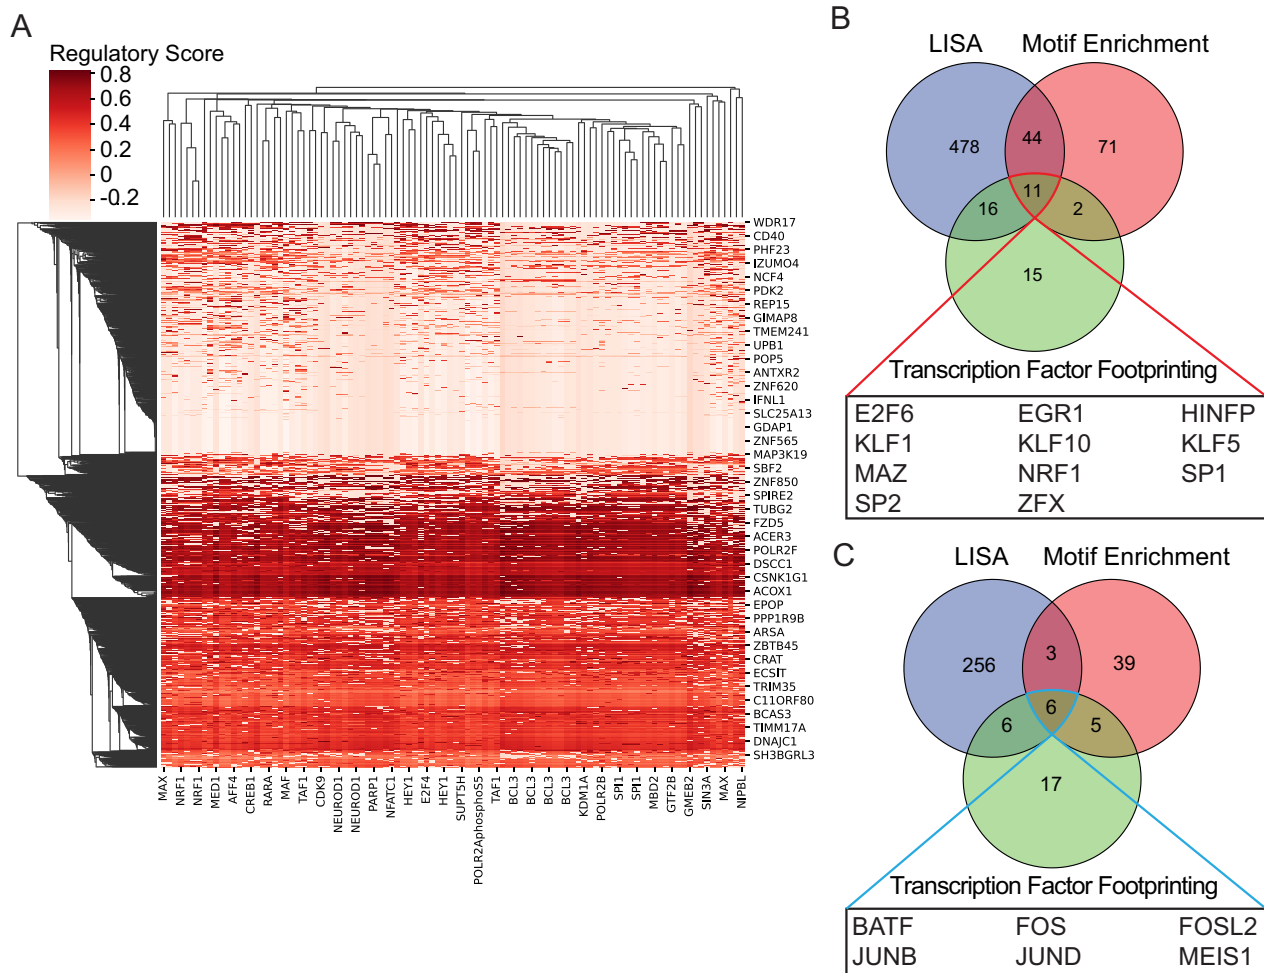 A
Regulatory Score
0.8
0.6
0.4
0.2
-0.2
WDR17
CD40
PHF23
IZUMO4
NCF4
PDK2
REP15
GIMAP8
TMEM241
UPB1
POP5
ANTXR2
ZNF620
IFNL1
SLC25A13
GDAP1
ZNF565
MAP3K19
SBF2
ZNF850
SPIRE2
TUBG2
FZD5
ACER3
POLR2F
DSCC1
CSNK1G1
ACOX1
EPOP
PPP1R9B
ARSA
ZBTB45
CRAT
ECSIT
TRIM35
C11ORF80
BCAS3
TIMM17A
DNAJC1
SH3BGRL3
MAX
NRF1
NRF1
MED1
AFF4
CREB1
RARA
MAF
TAF1
CDK9
NEUROD1
NEUROD1
PARP1
NFATC1
HEY1
E2F4
HEY1
SUPT5H
POLR2AphosphoS5
TAF1
BCL3
BCL3
BCL3
BCL3
KDM1A
POLR2B
SPI1
SPI1
MBD2
GTF2B
GMEB2
SIN3A
MAX
NIPBL
B
LISA Motif Enrichment
478 44 71
11
16 2
15
Transcription Factor Footprinting
E2F6 EGR1 HINFP
KLF1 KLF10 KLF5
MAZ NRF1 SP1
SP2 ZFX
C
LISA Motif Enrichment
256 3 39
6
6 5
17
Transcription Factor Footprinting
BATF FOS FOSL2
JUNB JUND MEIS1